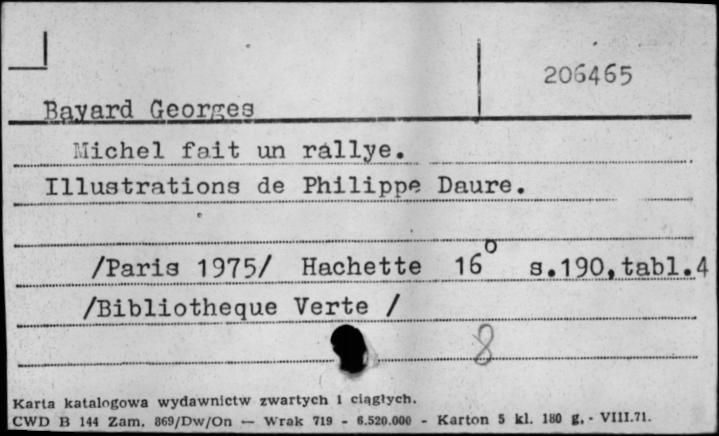 206465
Bayard Georges
Michel fait un rallye.
Illustrations de Philippe Daure.
/Paris 1975/ Hachette 16° s.190,tabl.4
/Bibliotheque Verte /
8
Karta katalogowa wydawnictw zwartych i ciągłych.
CWD B 144 Zam. 869/Dw/On — Wrak 719 - 6.520.000 - Karton 5 kl. 180 g. - VIII.71.